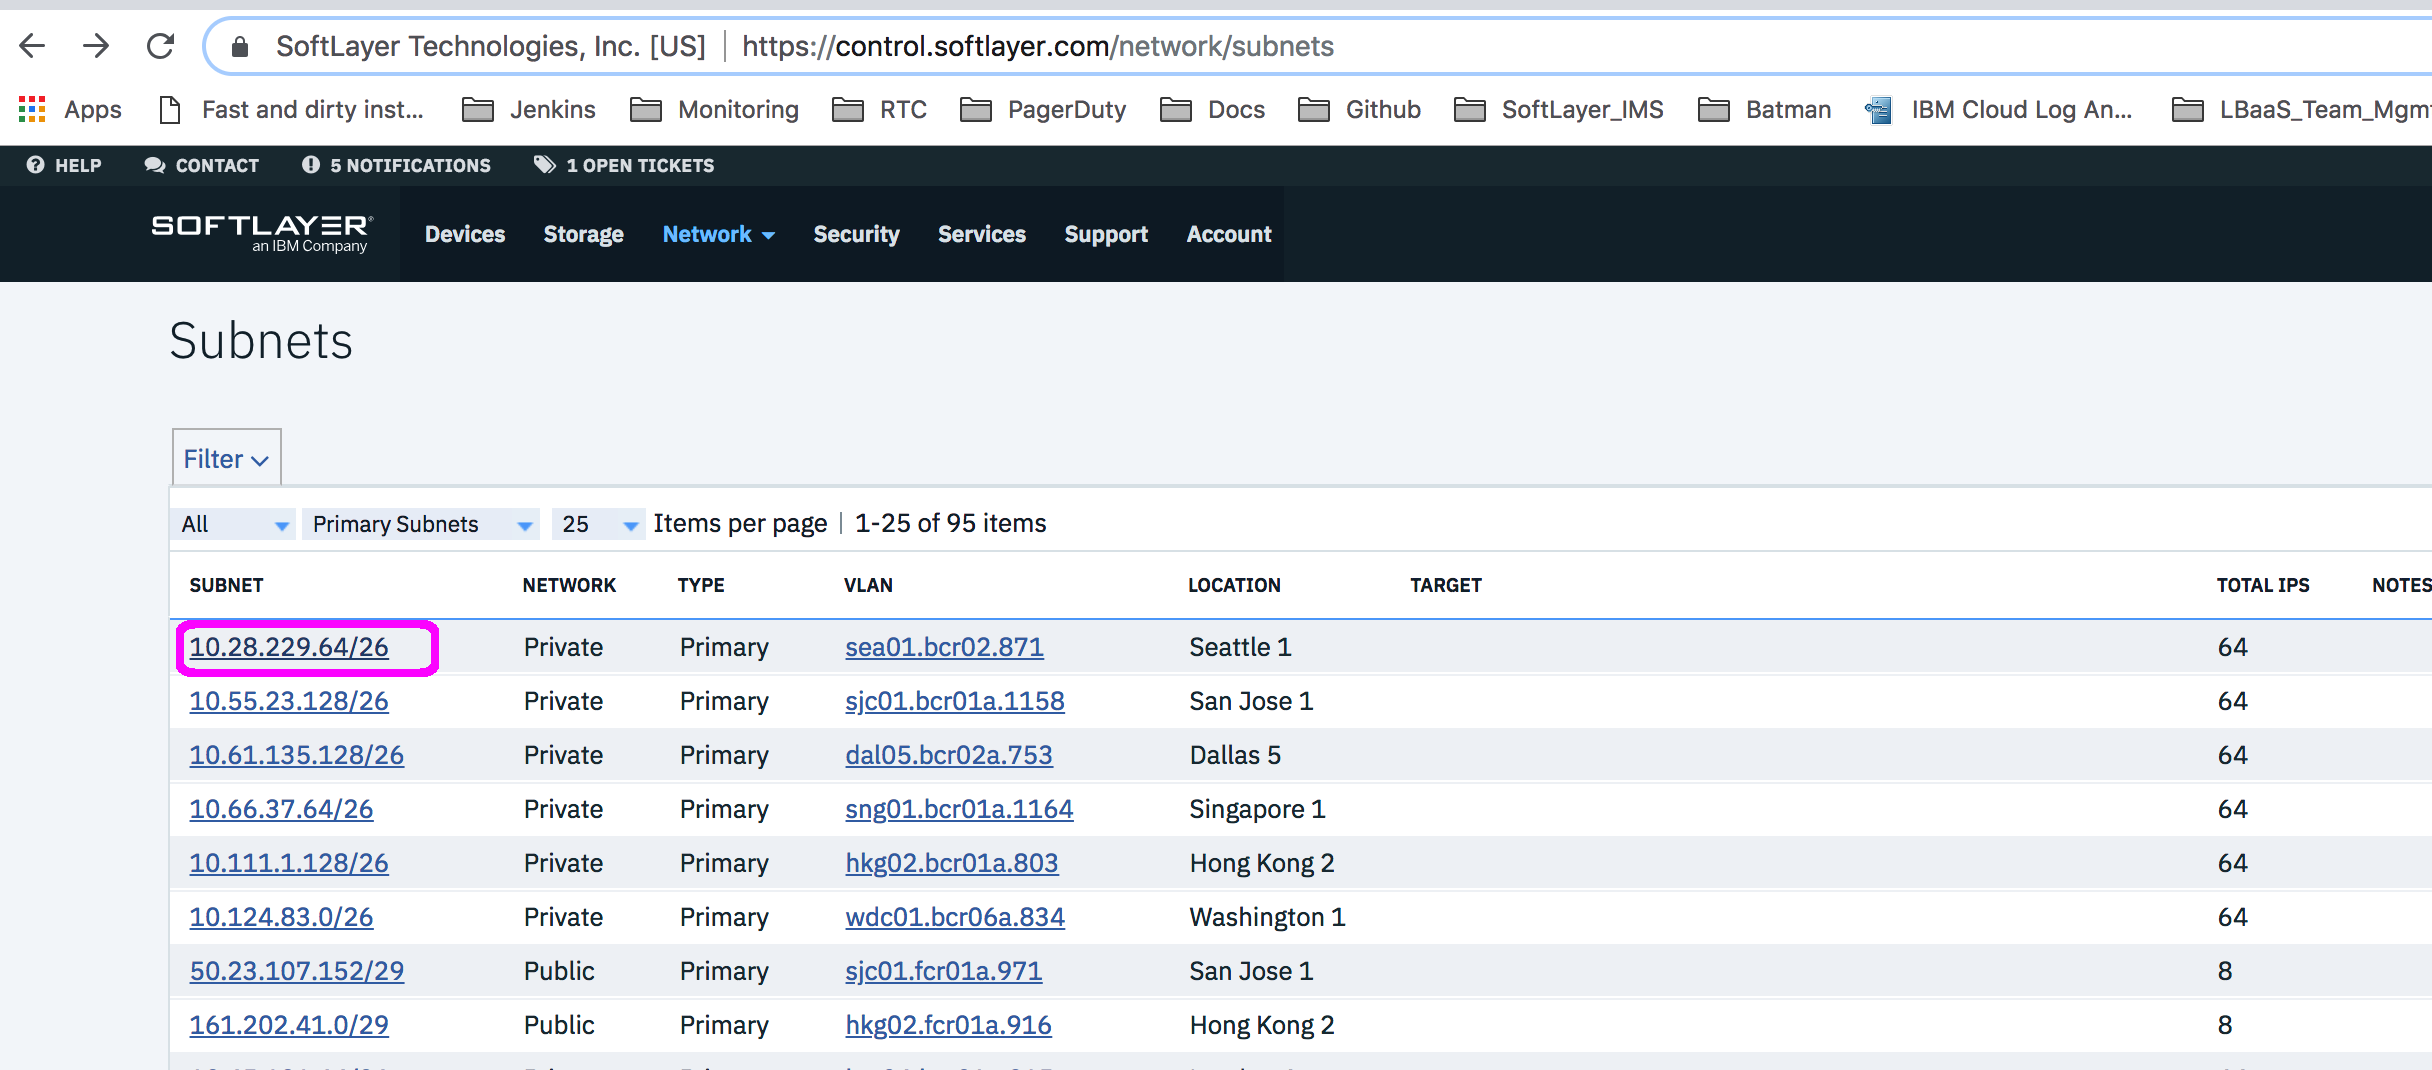 SoftLayer Technologies, Inc. [US] | https://control.softlayer.com/network/subnets
Apps Fast and dirty inst... Jenkins Monitoring RTC PagerDuty Docs Github SoftLayer_IMS Batman IBM Cloud Log An... LBaaS_Team_Mgm
HELP CONTACT 5 NOTIFICATIONS 1 OPEN TICKETS
SOFTLAYER®
an IBM Company
Devices Storage Network Security Services Support Account
Subnets
Filter
All Primary Subnets 25 Items per page | 1-25 of 95 items
SUBNET NETWORK TYPE VLAN LOCATION TARGET TOTAL IPS NOTES
10.28.229.64/26 Private Primary sea01.bcr02.871 Seattle 1 64
10.55.23.128/26 Private Primary sjc01.bcr01a.1158 San Jose 1 64
10.61.135.128/26 Private Primary dal05.bcr02a.753 Dallas 5 64
10.66.37.64/26 Private Primary sng01.bcr01a.1164 Singapore 1 64
10.111.1.128/26 Private Primary hkg02.bcr01a.803 Hong Kong 2 64
10.124.83.0/26 Private Primary wdc01.bcr06a.834 Washington 1 64
50.23.107.152/29 Public Primary sjc01.fcr01a.971 San Jose 1 8
161.202.41.0/29 Public Primary hkg02.fcr01a.916 Hong Kong 2 8